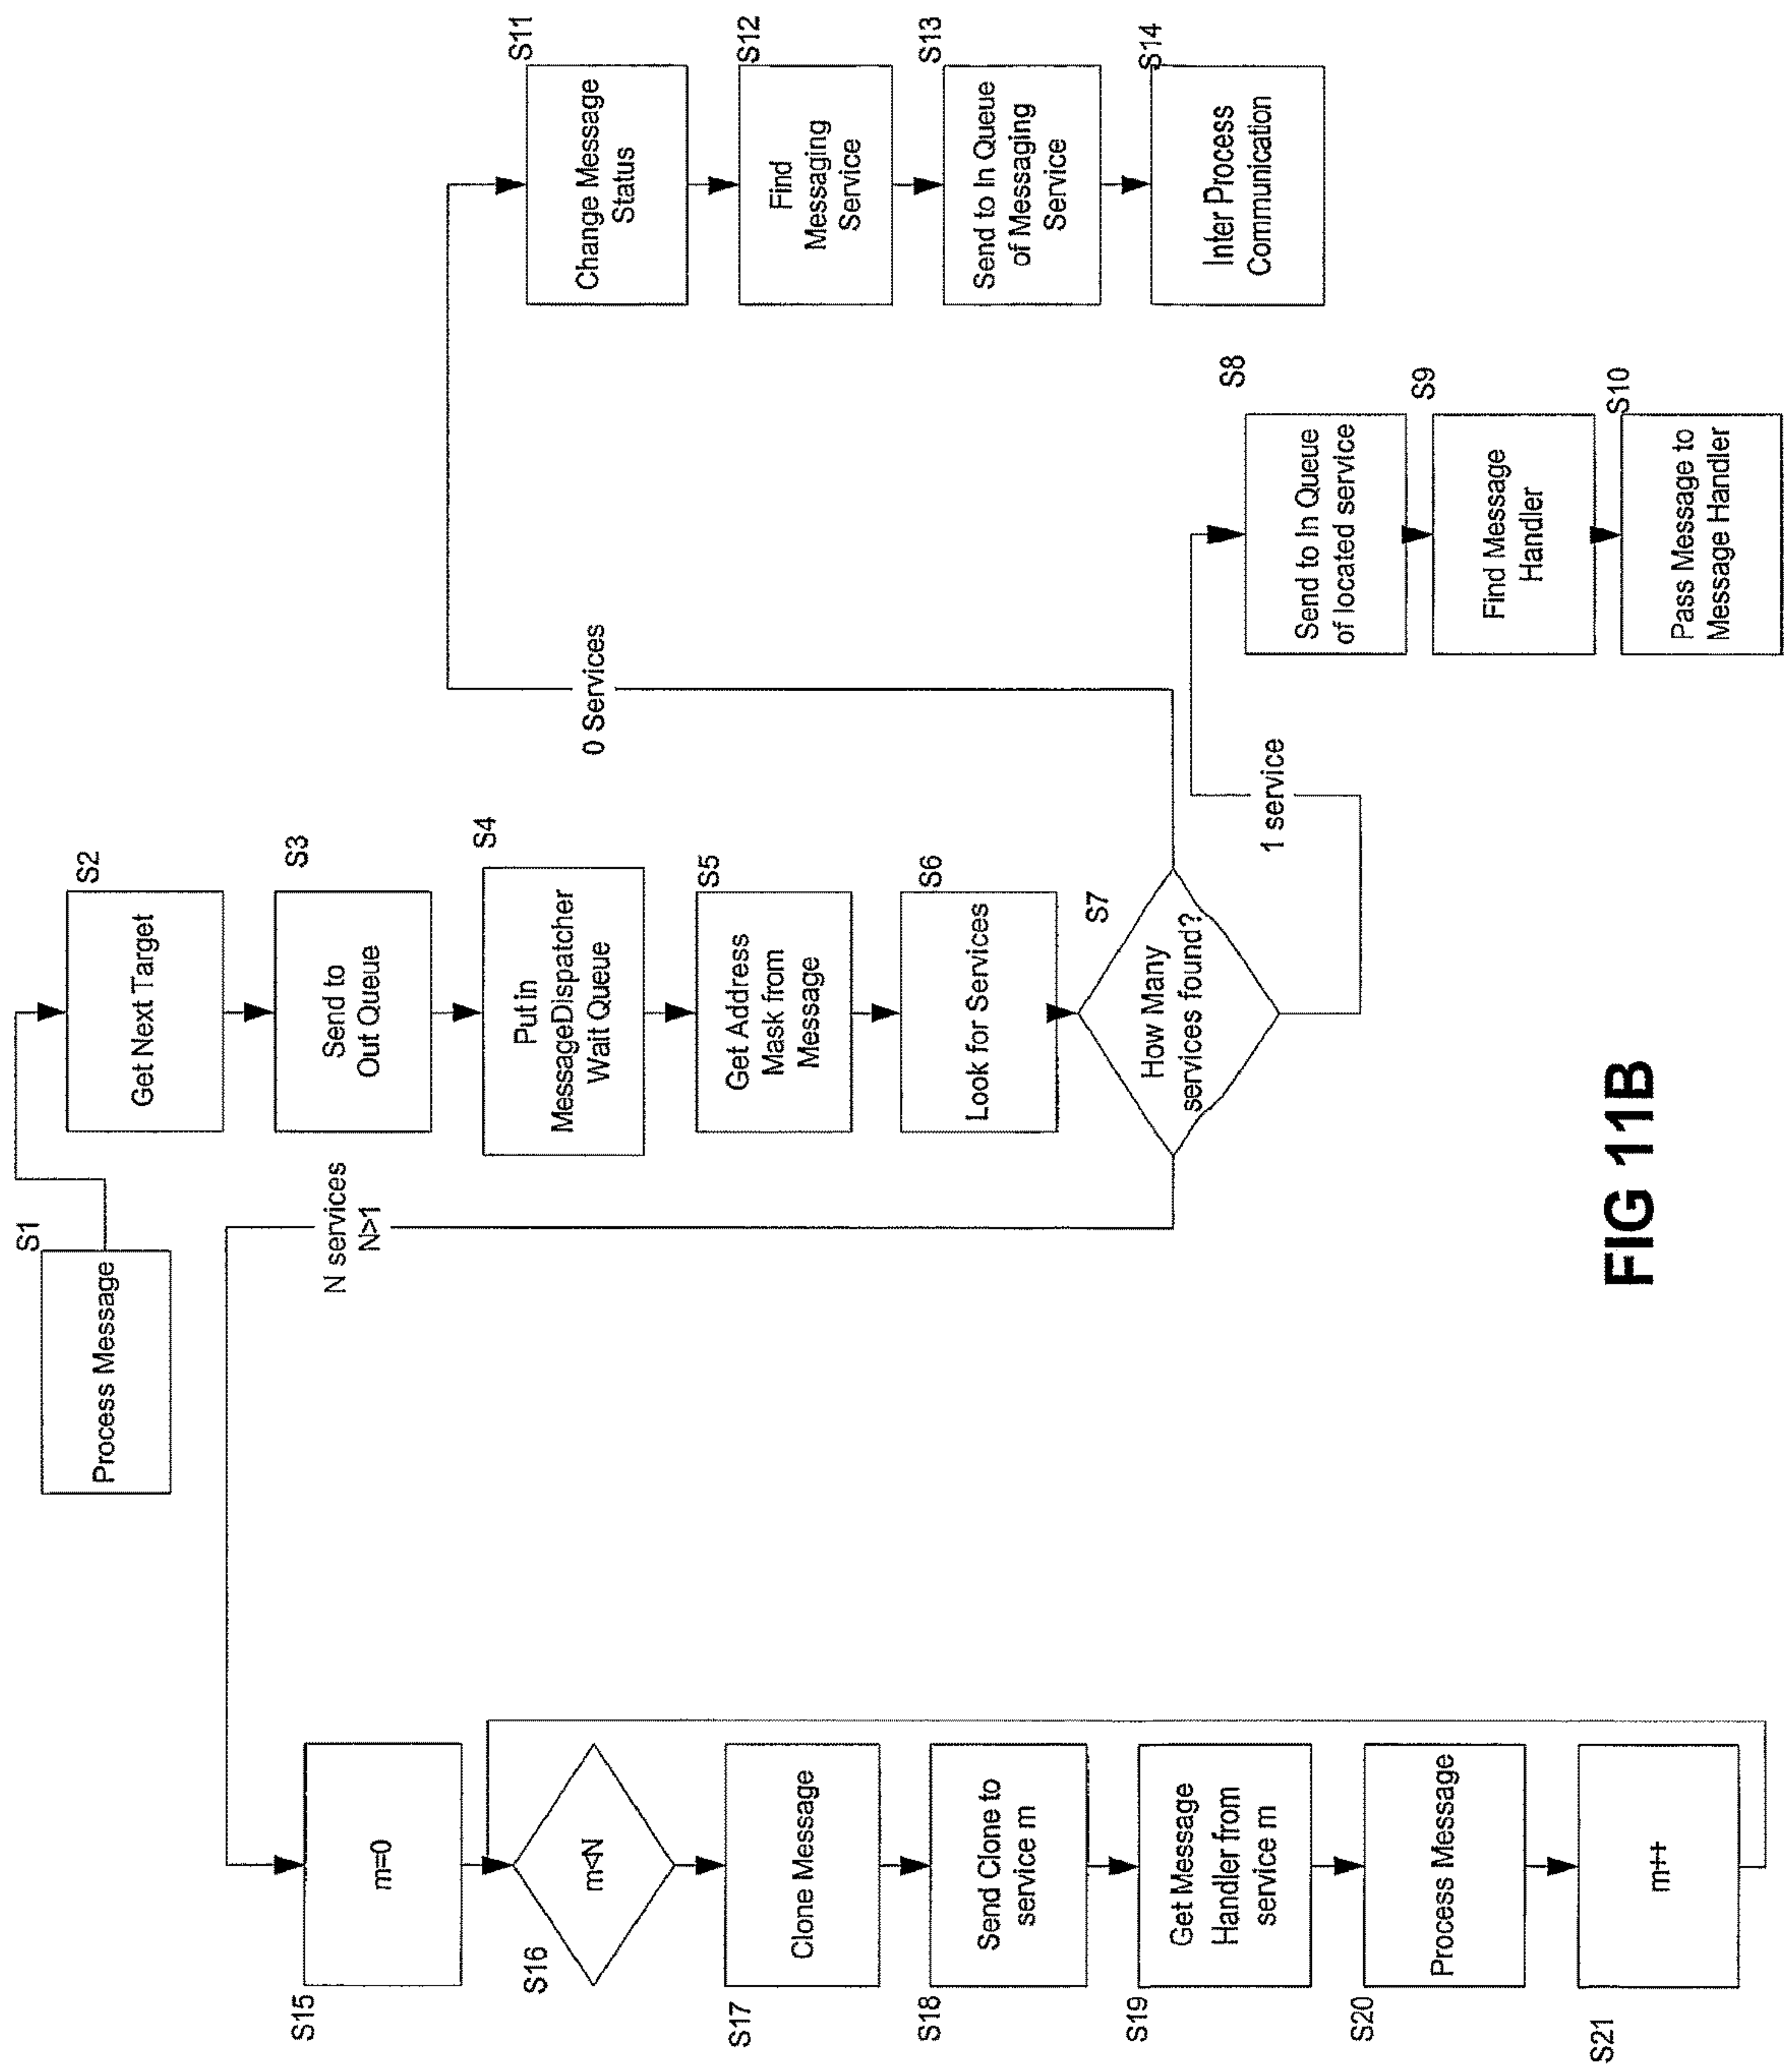 S1
Process Message
S2
Get Next Target
S3
Send to
Out Queue
S4
Put in
MessageDispatcher
Wait Queue
S5
Get Address
Mask from
Message
S6
Look for Services
S7
How Many
services found?
1 service
S8
Send to In Queue
of located service
S9
Find Message
Handler
S10
Pass Message to
Message Handler
0 Services
S11
Change Message
Status
S12
Find
Messaging
Service
S13
Send to In Queue
of Messaging
Service
S14
Inter Process
Communication
N services
N>1
S15
m=0
S16
m<N
S17
Clone Message
S18
Send Clone to
service m
S19
Get Message
Handler from
service m
S20
Process Message
S21
m++
FIG 11B